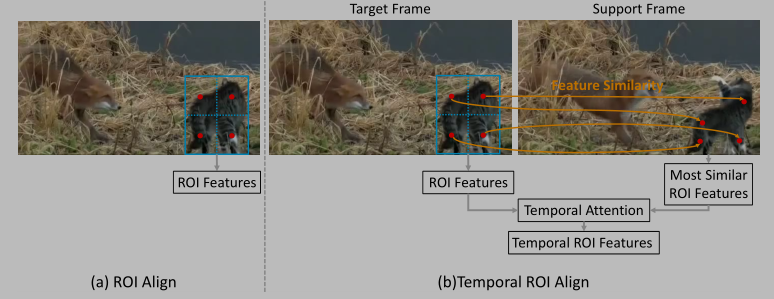 Target Frame
Support Frame
Feature Similarity
ROI Features
ROI Features
Most Similar
ROI Features
Temporal Attention
Temporal ROI Features
(a) ROI Align
(b)Temporal ROI Align